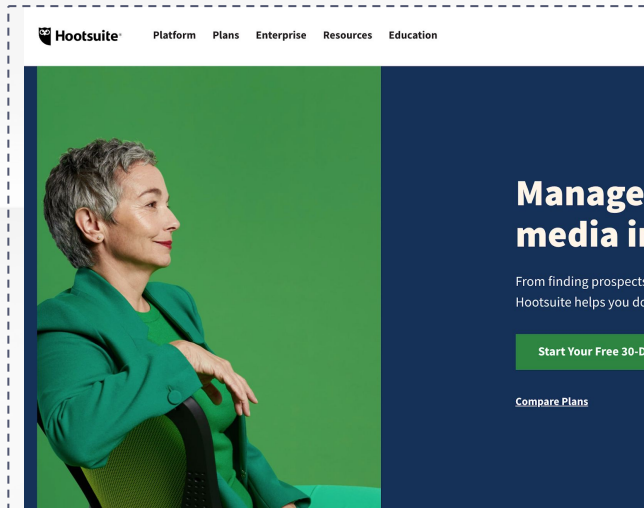 Hootsuite
Platform Plans Enterprise Resources Education
Manage
media i
From finding prospects
Hootsuite helps you do
Start Your Free 30-D
Compare Plans